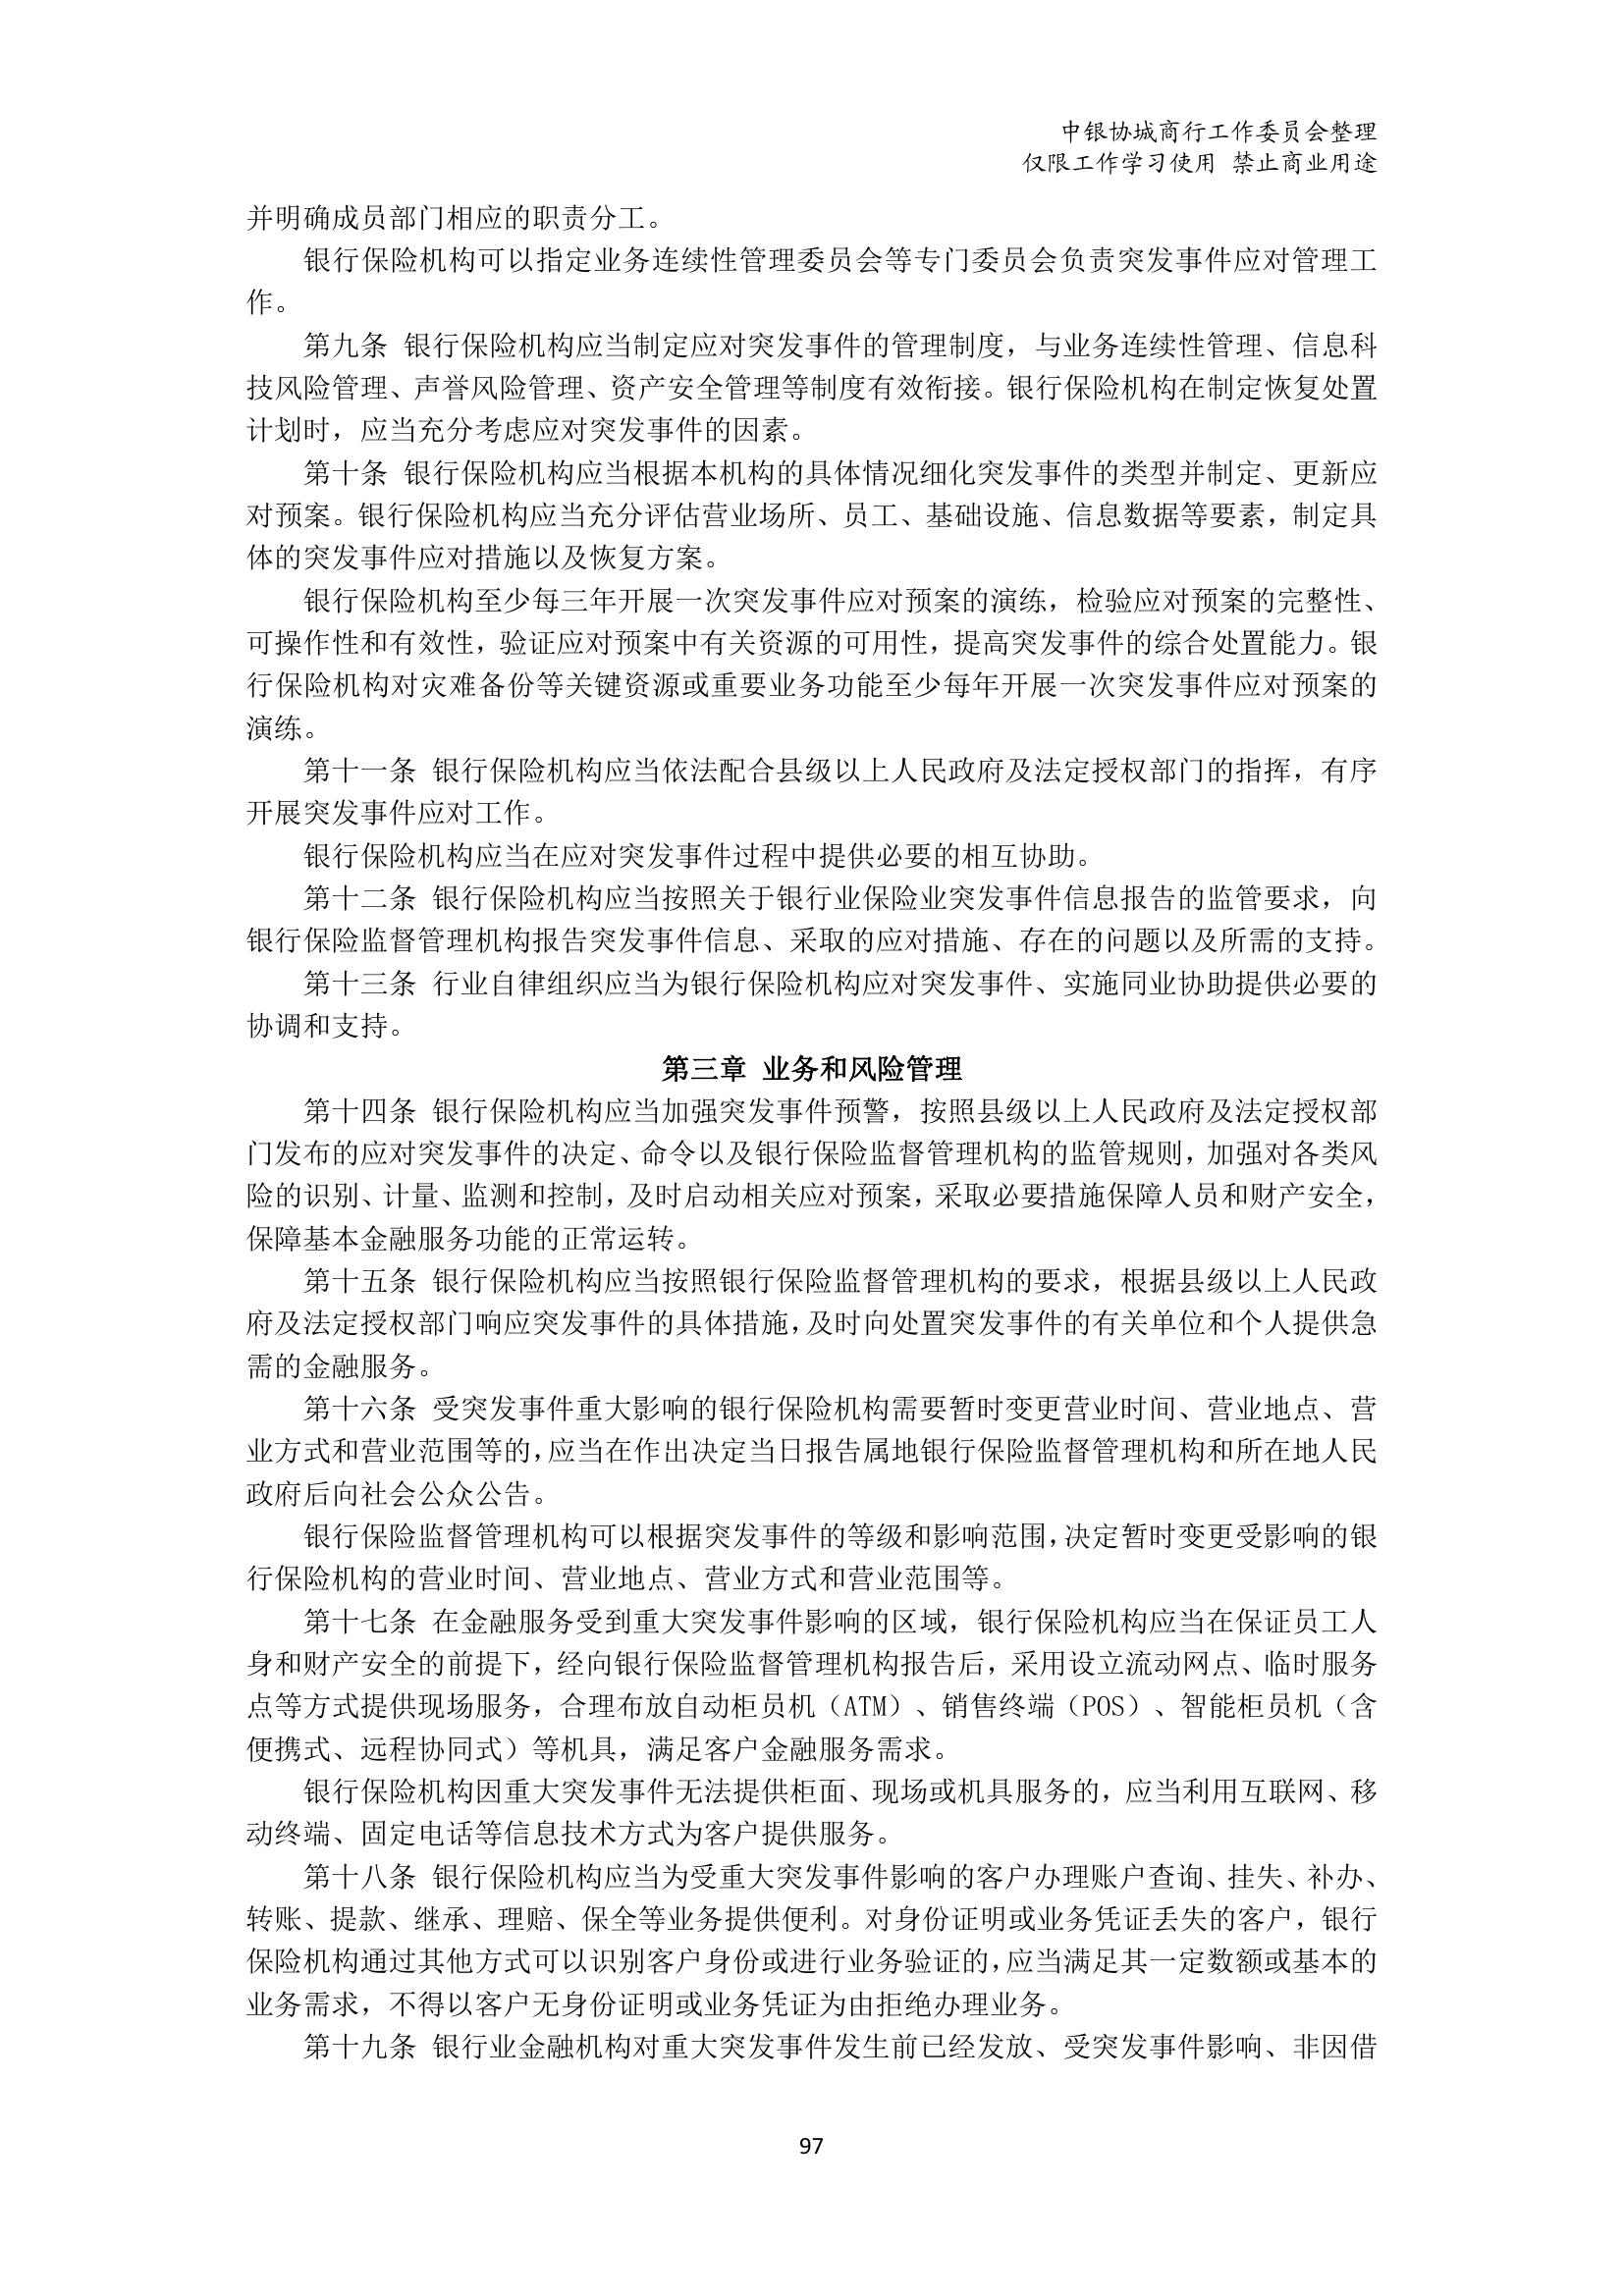 中银协城商行工作委员会整理
仅限工作学习使用 禁止商业用途
并明确成员部门相应的职责分工。
银行保险机构可以指定业务连续性管理委员会等专门委员会负责突发事件应对管理工
作。
第九条 银行保险机构应当制定应对突发事件的管理制度，与业务连续性管理、信息科
技风险管理、声誉风险管理、资产安全管理等制度有效衔接。银行保险机构在制定恢复处置
计划时，应当充分考虑应对突发事件的因素。
第十条 银行保险机构应当根据本机构的具体情况细化突发事件的类型并制定、更新应
对预案。银行保险机构应当充分评估营业场所、员工、基础设施、信息数据等要素，制定具
体的突发事件应对措施以及恢复方案。
银行保险机构至少每三年开展一次突发事件应对预案的演练，检验应对预案的完整性、
可操作性和有效性，验证应对预案中有关资源的可用性，提高突发事件的综合处置能力。银
行保险机构对灾难备份等关键资源或重要业务功能至少每年开展一次突发事件应对预案的
演练。
第十一条 银行保险机构应当依法配合县级以上人民政府及法定授权部门的指挥，有序
开展突发事件应对工作。
银行保险机构应当在应对突发事件过程中提供必要的相互协助。
第十二条 银行保险机构应当按照关于银行业保险业突发事件信息报告的监管要求，向
银行保险监督管理机构报告突发事件信息、采取的应对措施、存在的问题以及所需的支持。
第十三条 行业自律组织应当为银行保险机构应对突发事件、实施同业协助提供必要的
协调和支持。
第三章 业务和风险管理
第十四条 银行保险机构应当加强突发事件预警，按照县级以上人民政府及法定授权部
门发布的应对突发事件的决定、命令以及银行保险监督管理机构的监管规则，加强对各类风
险的识别、计量、监测和控制，及时启动相关应对预案，采取必要措施保障人员和财产安全，
保障基本金融服务功能的正常运转。
第十五条 银行保险机构应当按照银行保险监督管理机构的要求，根据县级以上人民政
府及法定授权部门响应突发事件的具体措施，及时向处置突发事件的有关单位和个人提供急
需的金融服务。
第十六条 受突发事件重大影响的银行保险机构需要暂时变更营业时间、营业地点、营
业方式和营业范围等的，应当在作出决定当日报告属地银行保险监督管理机构和所在地人民
政府后向社会公众公告。
银行保险监督管理机构可以根据突发事件的等级和影响范围，决定暂时变更受影响的银
行保险机构的营业时间、营业地点、营业方式和营业范围等。
第十七条 在金融服务受到重大突发事件影响的区域，银行保险机构应当在保证员工人
身和财产安全的前提下，经向银行保险监督管理机构报告后，采用设立流动网点、临时服务
点等方式提供现场服务，合理布放自动柜员机（ATM）、销售终端（POS）、智能柜员机（含
便携式、远程协同式）等机具，满足客户金融服务需求。
银行保险机构因重大突发事件无法提供柜面、现场或机具服务的，应当利用互联网、移
动终端、固定电话等信息技术方式为客户提供服务。
第十八条 银行保险机构应当为受重大突发事件影响的客户办理账户查询、挂失、补办、
转账、提款、继承、理赔、保全等业务提供便利。对身份证明或业务凭证丢失的客户，银行
保险机构通过其他方式可以识别客户身份或进行业务验证的，应当满足其一定数额或基本的
业务需求，不得以客户无身份证明或业务凭证为由拒绝办理业务。
第十九条 银行业金融机构对重大突发事件发生前已经发放、受突发事件影响、非因借
97